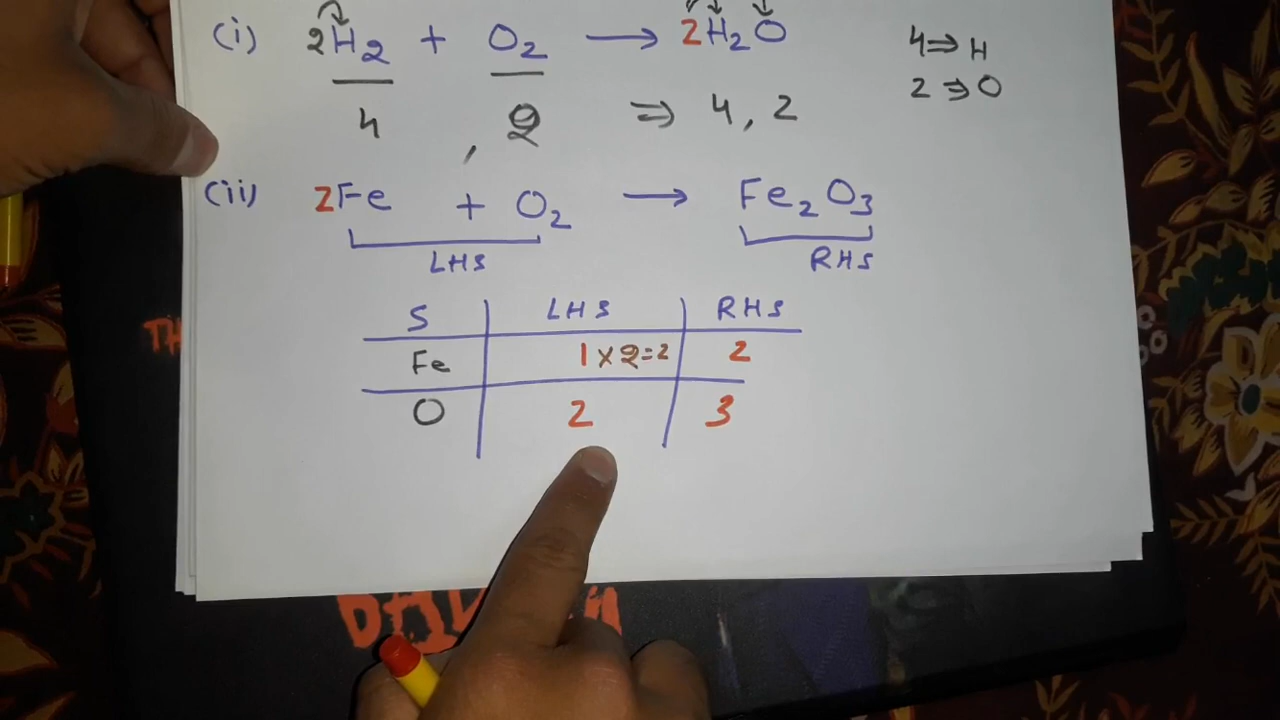 (i) 2H2 + O2 → 2H2O
4 ⇒ H
2 ⇒ O
4 , 2 ⇒ 4, 2
(ii) 2Fe + O2 → Fe2O3
LHS RHS
S LHS RHS
Fe 1 x 2 = 2 2
O 2 3